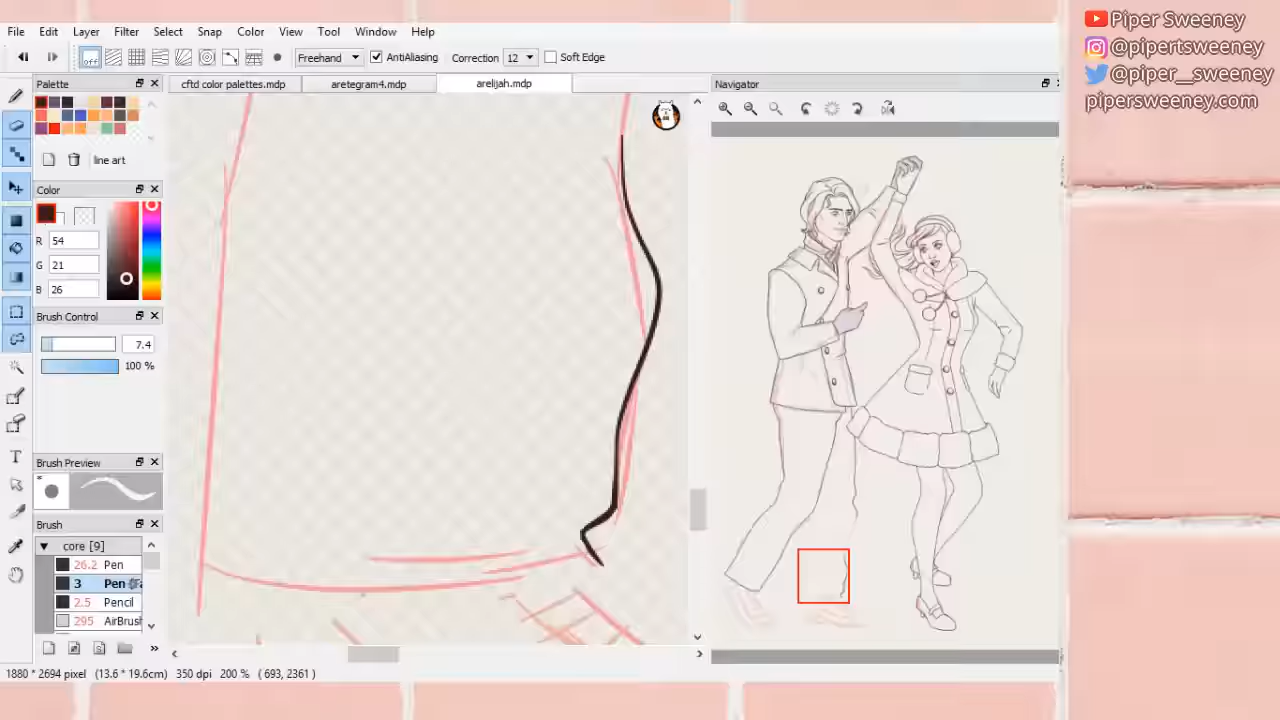 Piper Sweeney
@pipertsweeney
@piper__sweeney
pipersweeney.com
File Edit Layer Filter Select Snap Color View Tool Window Help
off Freehand AntiAliasing Correction 12 Soft Edge
Palette
cftd color palettes.mdp aretegram4.mdp arelijah.mdp
Navigator
line art
Color
R 54
G 21
B 26
Brush Control
7.4
100 %
Brush Preview
Brush
core [9]
26.2 Pen
3 Pen
2.5 Pencil
295 AirBrus
1880 * 2694 pixel (13.6 * 19.6cm) 350 dpi 200 % ( 693, 2361 )